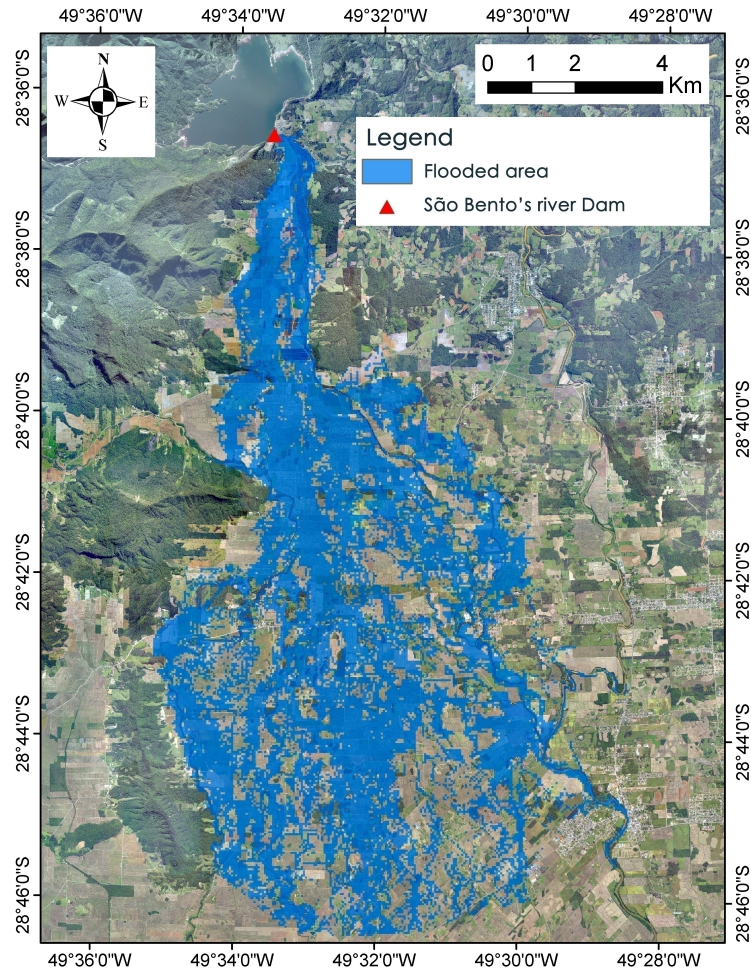 49°36'0"W 49°34'0"W 49°32'0"W 49°30'0"W 49°28'0"W
N
W E
S
0 1 2 4
Km
Legend
Flooded area
São Bento's river Dam
28°36'0"S 28°36'0"S
28°38'0"S 28°38'0"S
28°40'0"S 28°40'0"S
28°42'0"S 28°42'0"S
28°44'0"S 28°44'0"S
28°46'0"S 28°46'0"S
49°36'0"W 49°34'0"W 49°32'0"W 49°30'0"W 49°28'0"W